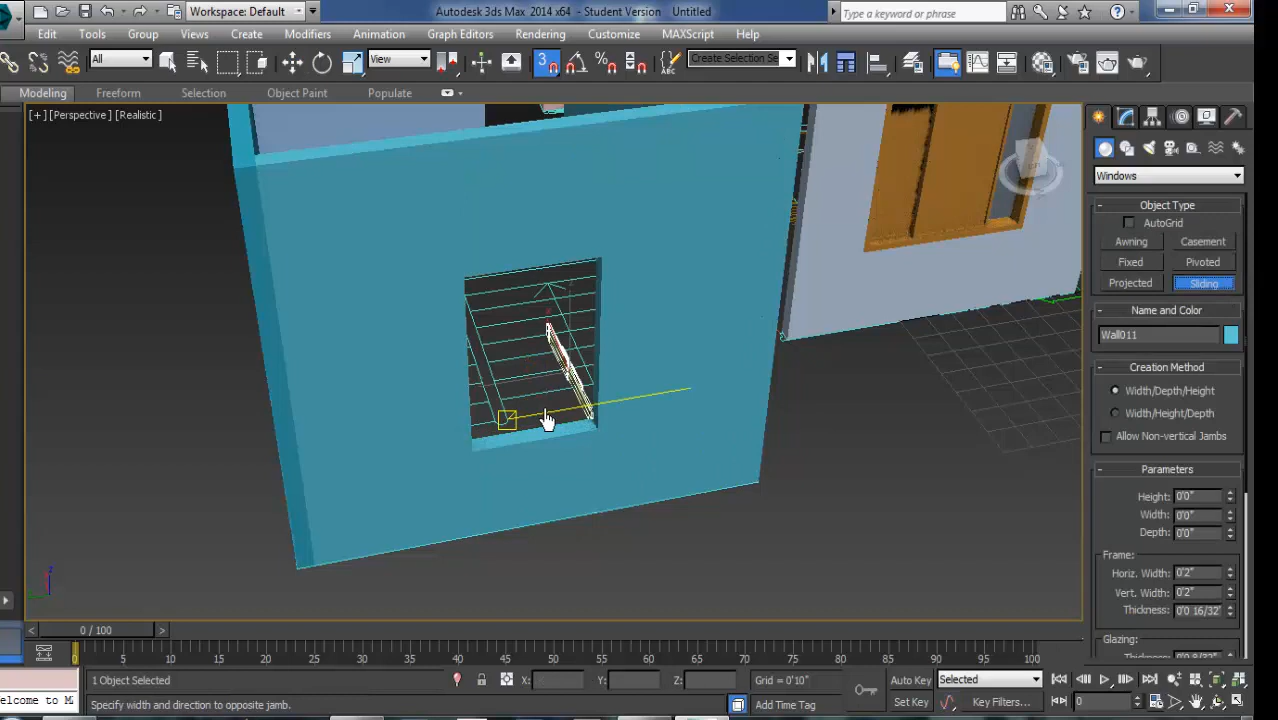 Workspace: Default
Autodesk 3ds Max 2014 x64 - Student Version Untitled
Type a keyword or phrase
Edit Tools Group Views Create Modifiers Animation Graph Editors Rendering Customize MAXScript Help
All
View
3
Create Selection Se
Modeling Freeform Selection Object Paint Populate
[+] [Perspective] [Realistic]
Windows
Object Type
AutoGrid
Awning Casement
Fixed Pivoted
Projected Sliding
Name and Color
Wall011
Creation Method
Width/Depth/Height
Width/Height/Depth
Allow Non-vertical Jambs
Parameters
Height: 0'0"
Width: 0'0"
Depth: 0'0"
Frame:
Horiz. Width: 0'2"
Vert. Width: 0'2"
Thickness: 0'0 16/32"
Glazing:
0 / 100
0 5 10 15 20 25 30 35 40 45 50 55 60 65 70 75 80 85 90 95 100
1 Object Selected
X: Y: Z:
Grid = 0'10"
Auto Key
Selected
elcome to M
Specify width and direction to opposite jamb.
Add Time Tag
Set Key
Key Filters...
0